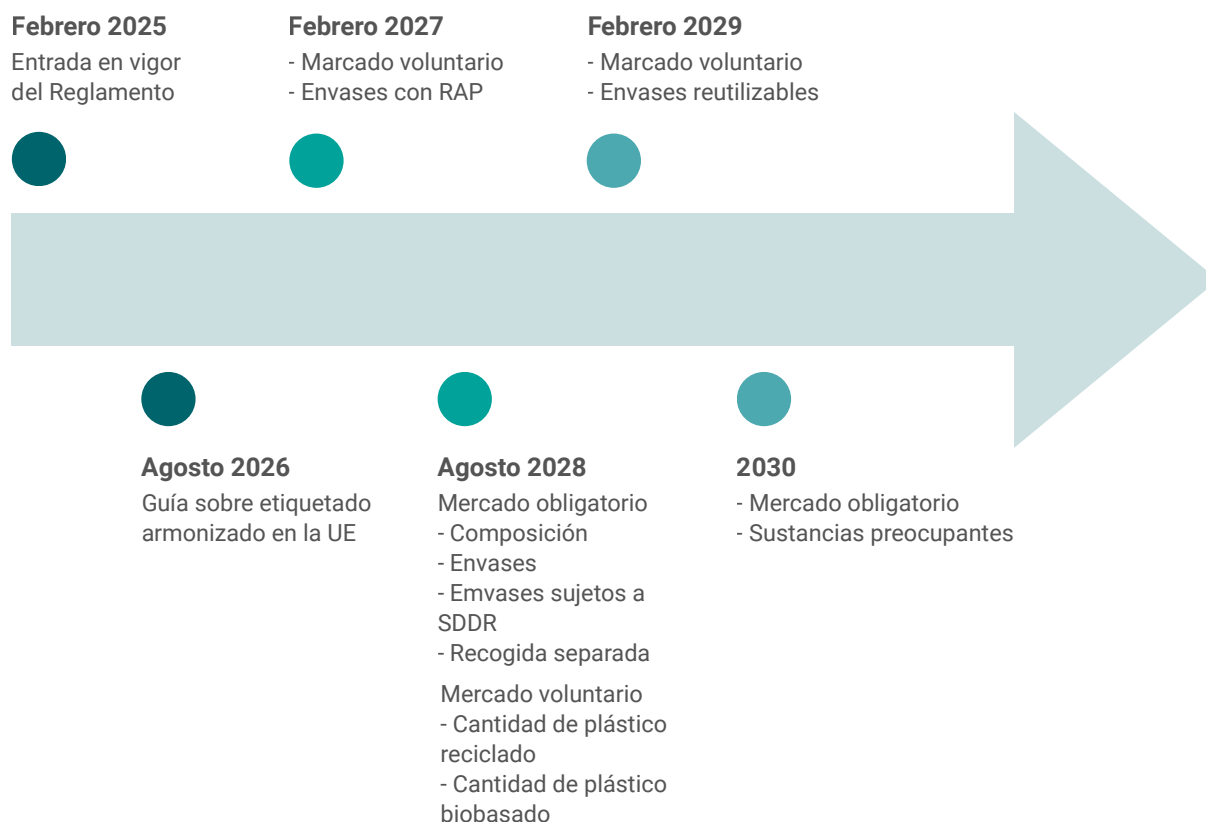 Febrero 2025
Entrada en vigor
del Reglamento
Febrero 2027
- Marcado voluntario
- Envases con RAP
Febrero 2029
- Marcado voluntario
- Envases reutilizables
Agosto 2026
Guía sobre etiquetado
armonizado en la UE
Agosto 2028
Mercado obligatorio
- Composición
- Envases
- Emvases sujetos a
SDDR
- Recogida separada
Mercado voluntario
- Cantidad de plástico
reciclado
- Cantidad de plástico
biobasado
2030
- Mercado obligatorio
- Sustancias preocupantes